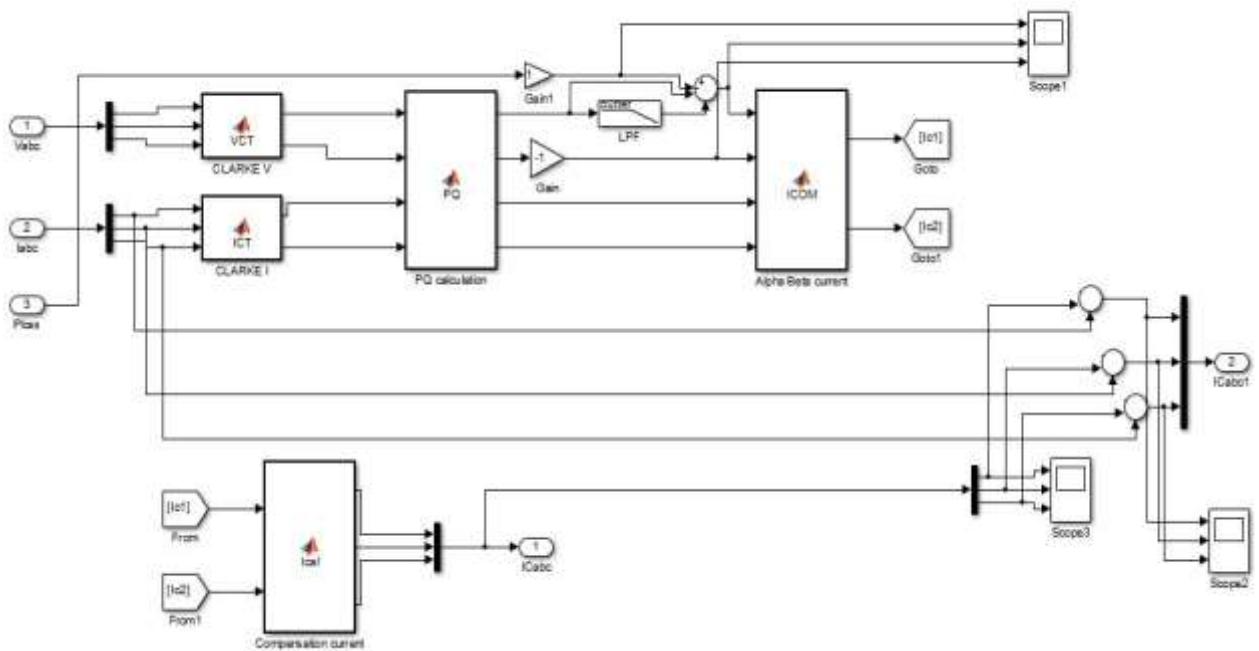 Scope1
1
Gain1
1
Vabc
VCT
CLARKE V
LPF
PQ
-1
Gain
ICOM
[Ic1]
Goto
2
Iabc
ICT
CLARKE I
[Ic2]
Goto1
PQ calculation
Alpha Beta current
3
Ploss
2
ICabc1
[Ic1]
From
Ical
1
ICabc
Scope3
Scope2
[Ic2]
From1
Compensation current